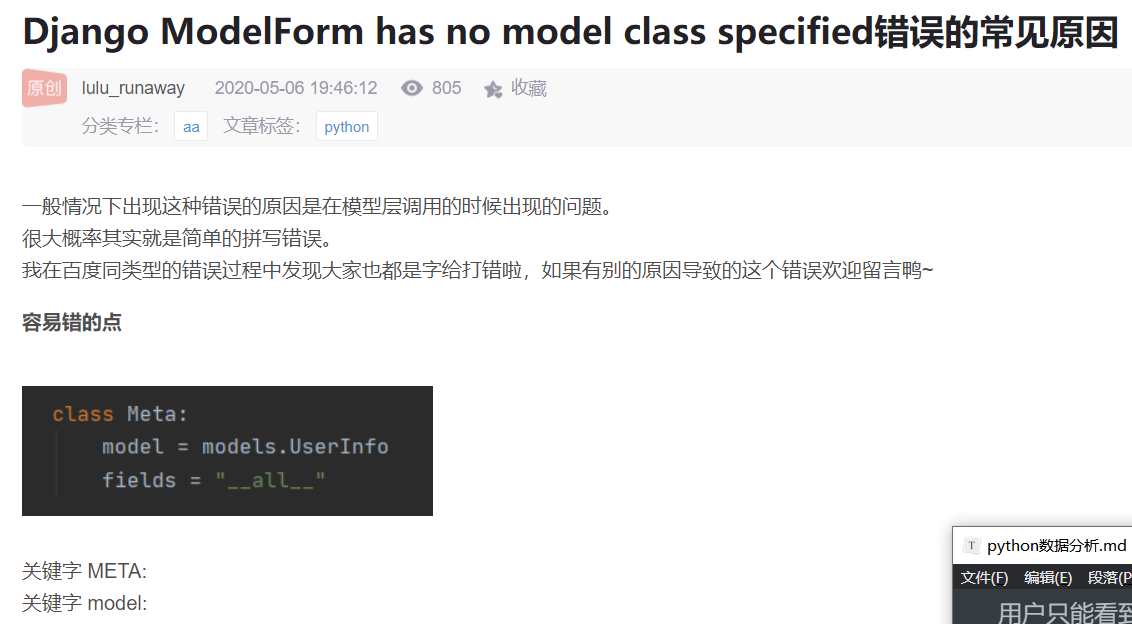 Django ModelForm has no model class specified错误的常见原因
原创 lulu_runaway 2020-05-06 19:46:12 805 收藏
分类专栏： aa 文章标签： python
一般情况下出现这种错误的原因是在模型层调用的时候出现的问题。
很大概率其实就是简单的拼写错误。
我在百度同类型的错误过程中发现大家也都是字给打错啦，如果有别的原因导致的这个错误欢迎留言鸭~
容易错的点
class Meta:
model = models.UserInfo
fields = "__all__"
关键字 META:
关键字 model:
T python数据分析.md
文件(F) 编辑(E) 段落(P
用户只能看到